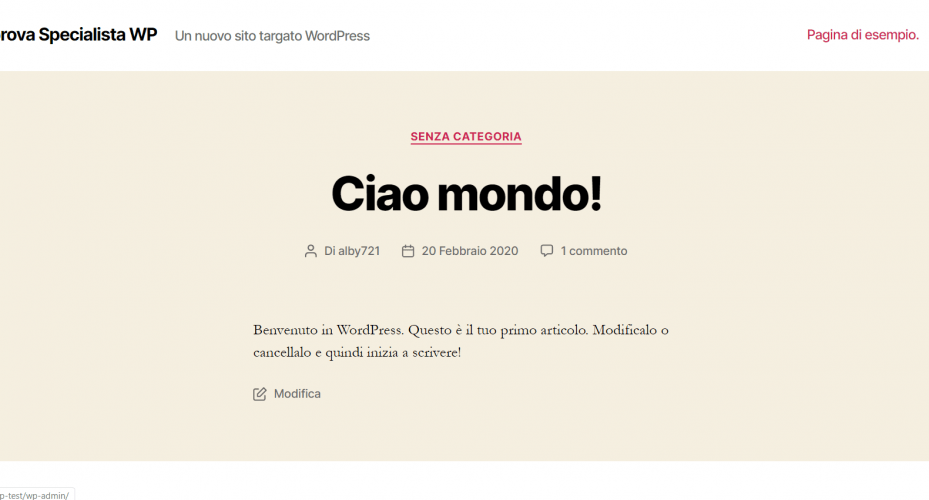 rova Specialista WP Un nuovo sito targato WordPress Pagina di esempio.
SENZA CATEGORIA
Ciao mondo!
Di alby721 20 Febbraio 2020 1 commento
Benvenuto in WordPress. Questo è il tuo primo articolo. Modificalo o
cancellalo e quindi inizia a scrivere!
Modifica
p-test/wp-admin/